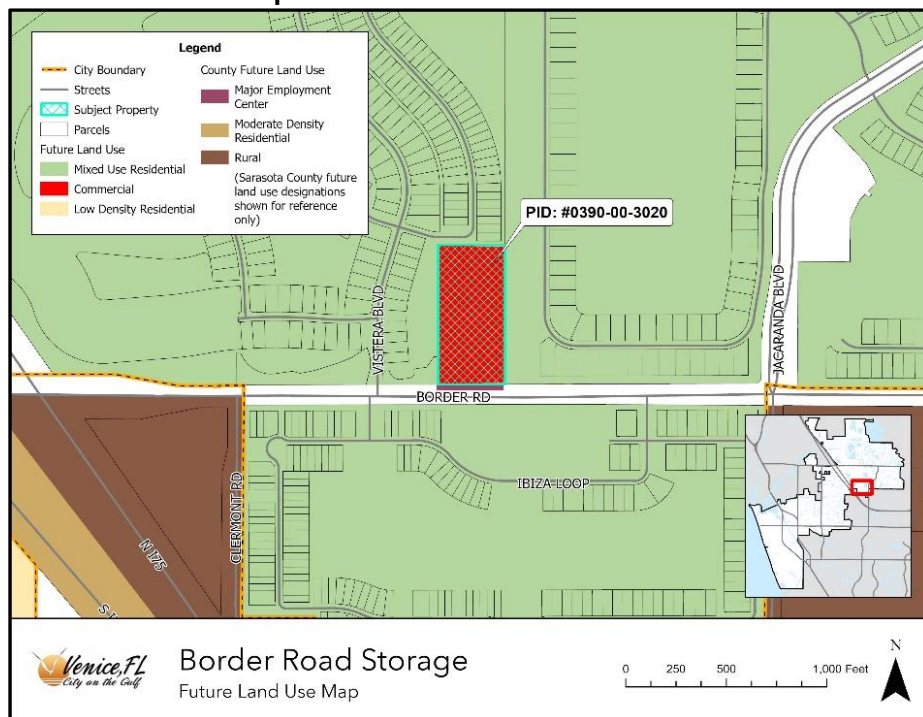 Legend
City Boundary
Streets
Subject Property
Parcels
Future Land Use
Mixed Use Residential
Commercial
Low Density Residential
County Future Land Use
Major Employment
Center
Moderate Density
Residential
Rural
(Sarasota County future
land use designations
shown for reference
only)
PID: #0390-00-3020
VISTERA BLVD
JACARANDA BLVD
BORDER RD
CLERMONT RD
IBIZA LOOP
N I75
Venice, FL
City on the Gulf
Border Road Storage
Future Land Use Map
0 250 500 1,000 Feet
N